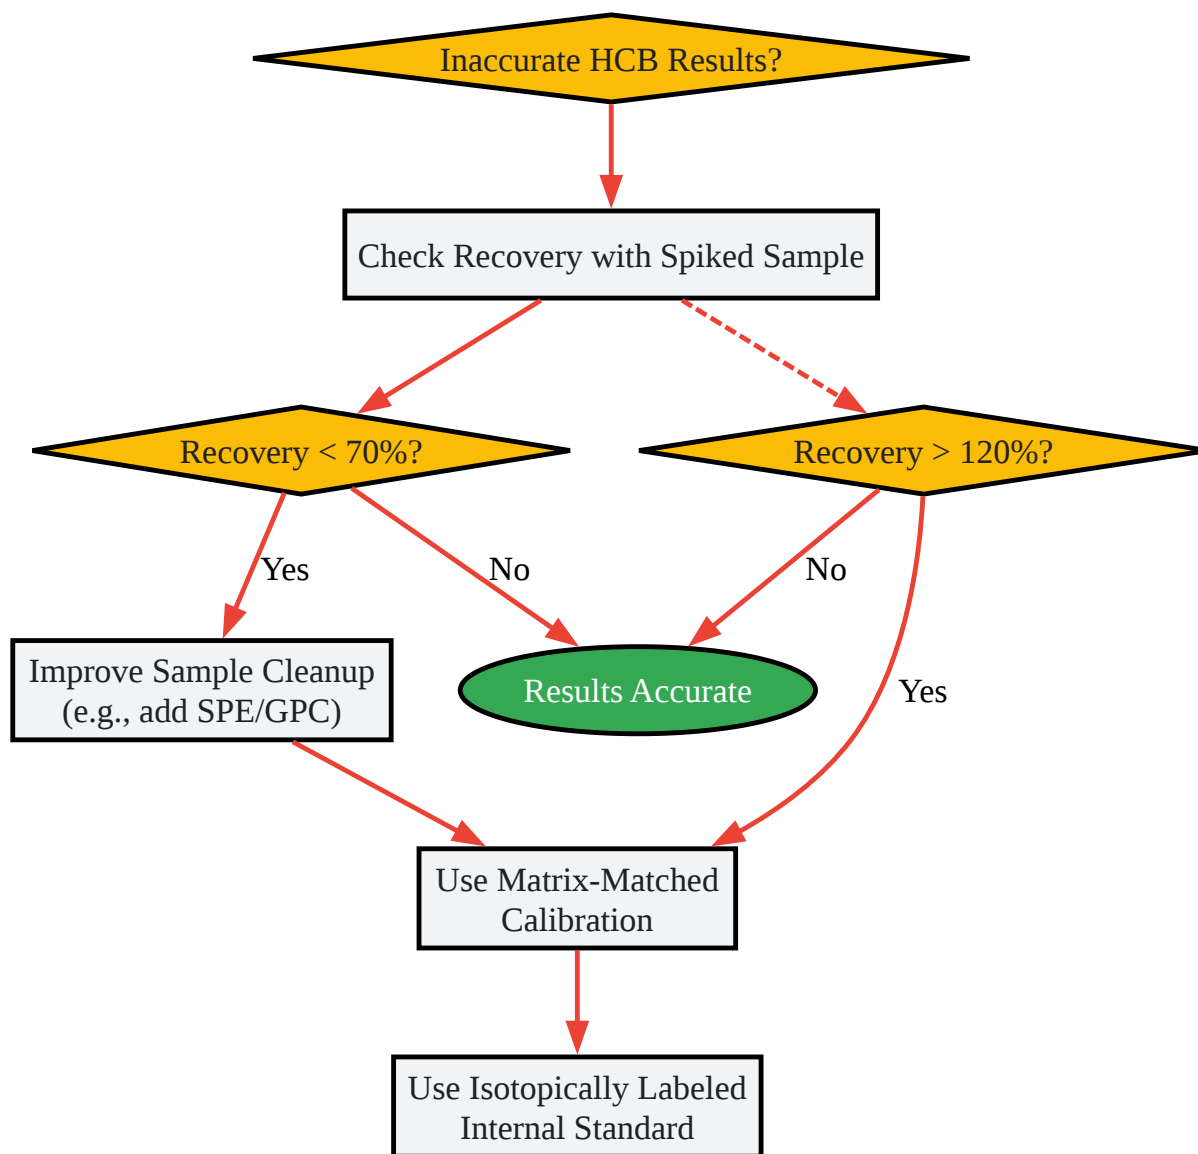 Inaccurate HCB Results?
Check Recovery with Spiked Sample
Recovery < 70%?
Recovery > 120%?
Yes
No
No
Improve Sample Cleanup
(e.g., add SPE/GPC)
Results Accurate
Yes
Use Matrix-Matched
Calibration
Use Isotopically Labeled
Internal Standard